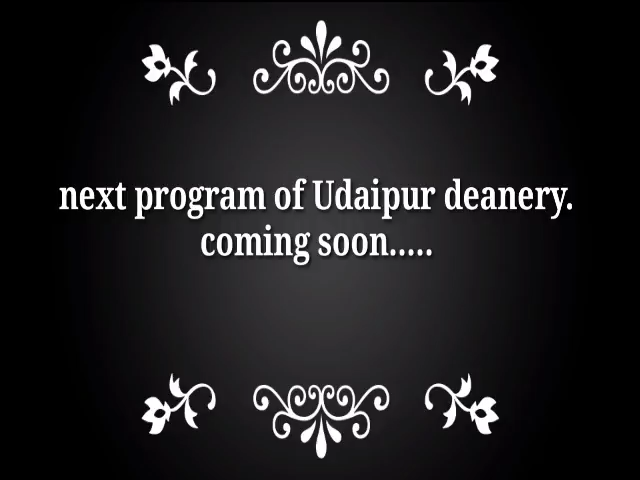 next program of Udaipur deanery.
coming soon.....